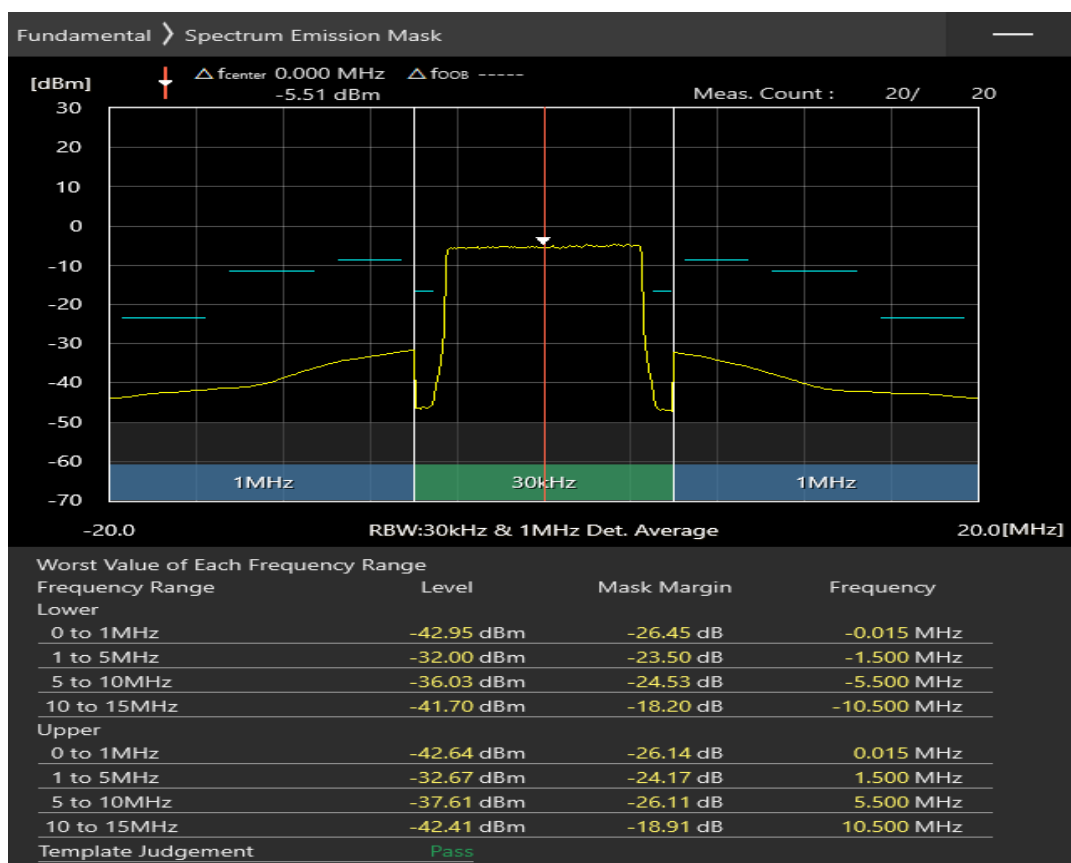 Fundamental ❯ Spectrum Emission Mask
[dBm] △ fcenter 0.000 MHz △ fOOB -----
-5.51 dBm Meas. Count : 20/ 20
30
20
10
0
-10
-20
-30
-40
-50
-60
1MHz 30kHz 1MHz
-70
-20.0 RBW:30kHz & 1MHz Det. Average 20.0[MHz]
Worst Value of Each Frequency Range
Frequency Range Level Mask Margin Frequency
Lower
0 to 1MHz -42.95 dBm -26.45 dB -0.015 MHz
1 to 5MHz -32.00 dBm -23.50 dB -1.500 MHz
5 to 10MHz -36.03 dBm -24.53 dB -5.500 MHz
10 to 15MHz -41.70 dBm -18.20 dB -10.500 MHz
Upper
0 to 1MHz -42.64 dBm -26.14 dB 0.015 MHz
1 to 5MHz -32.67 dBm -24.17 dB 1.500 MHz
5 to 10MHz -37.61 dBm -26.11 dB 5.500 MHz
10 to 15MHz -42.41 dBm -18.91 dB 10.500 MHz
Template Judgement Pass